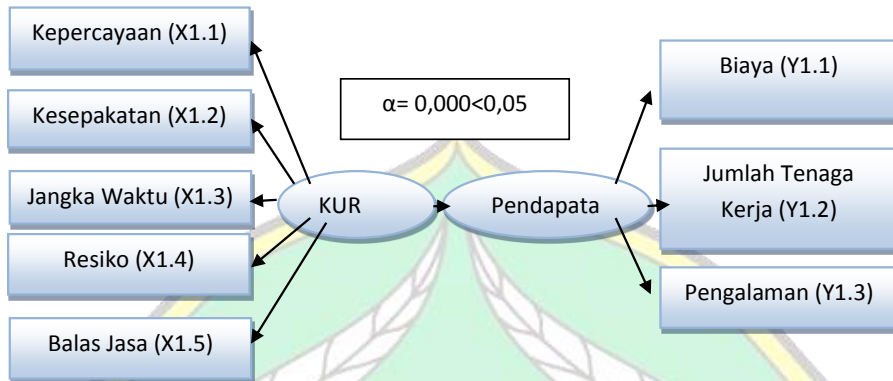 Kepercayaan (X1.1)
Kesepakatan (X1.2)
Jangka Waktu (X1.3)
Resiko (X1.4)
Balas Jasa (X1.5)
α= 0,000<0,05
KUR
Pendapata
Biaya (Y1.1)
Jumlah Tenaga
Kerja (Y1.2)
Pengalaman (Y1.3)